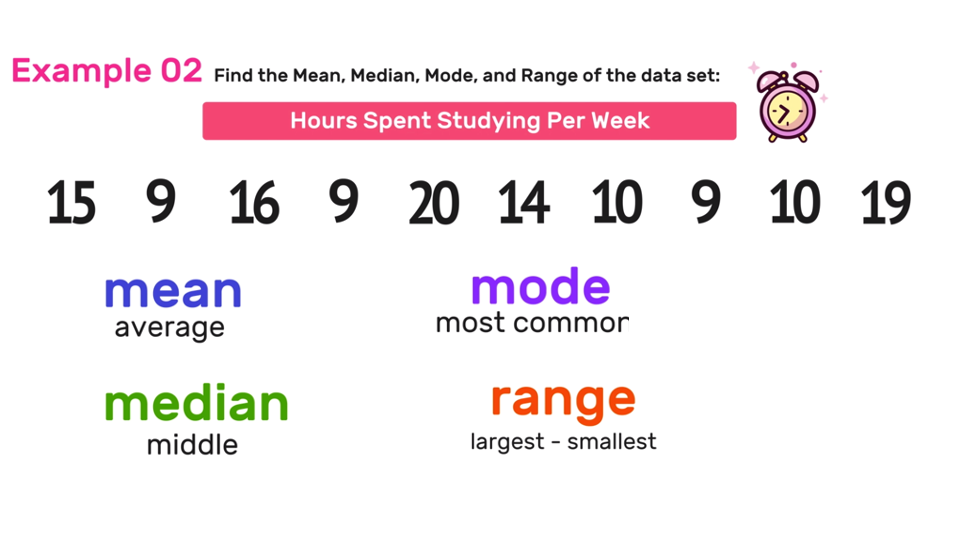 Example 02 Find the Mean, Median, Mode, and Range of the data set:
Hours Spent Studying Per Week
15 9 16 9 20 14 10 9 10 19
mean
average
mode
most commor
median
middle
range
largest - smallest